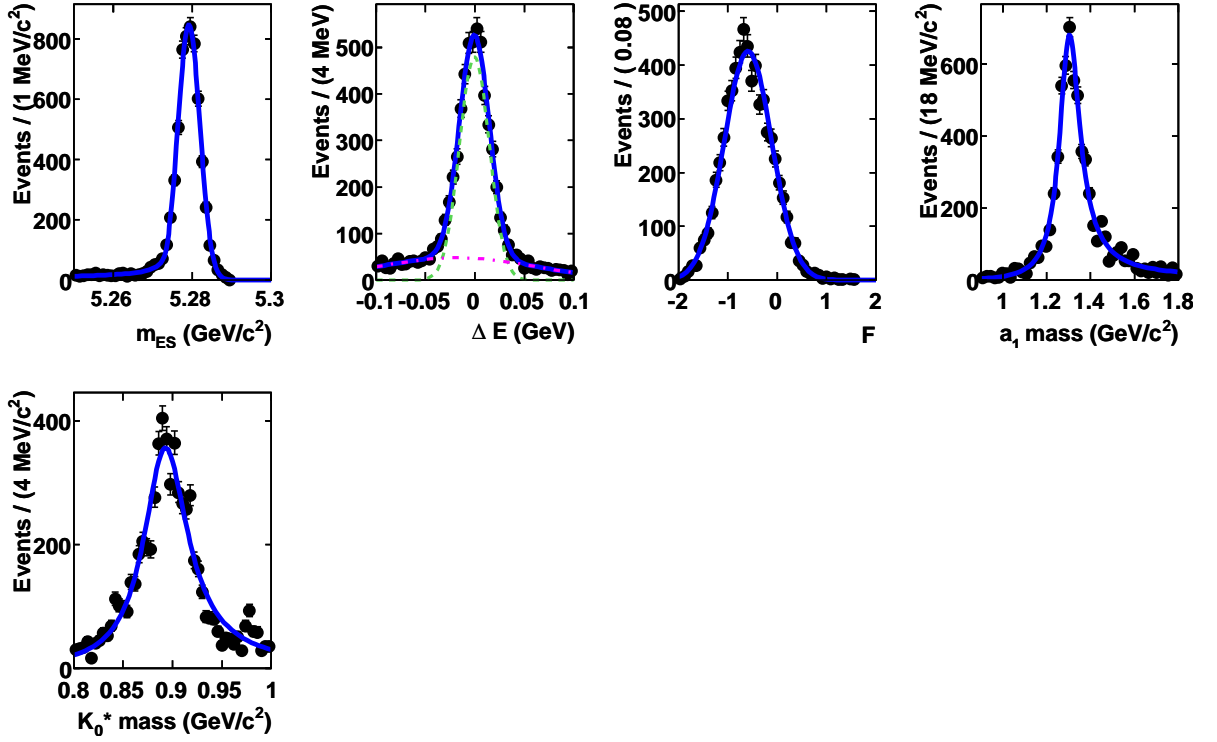 Events / (1 MeV/c²)
800
600
400
200
0
5.26 5.28 5.3
m_ES (GeV/c²)
Events / (4 MeV)
500
400
300
200
100
0
-0.1 -0.05 0 0.05 0.1
Δ E (GeV)
Events / ( 0.08 )
500
400
300
200
100
0
-2 -1 0 1 2
F
Events / (18 MeV/c²)
600
400
200
0
1 1.2 1.4 1.6 1.8
a₁ mass (GeV/c²)
Events / (4 MeV/c²)
400
200
0
0.8 0.85 0.9 0.95 1
K₀* mass (GeV/c²)